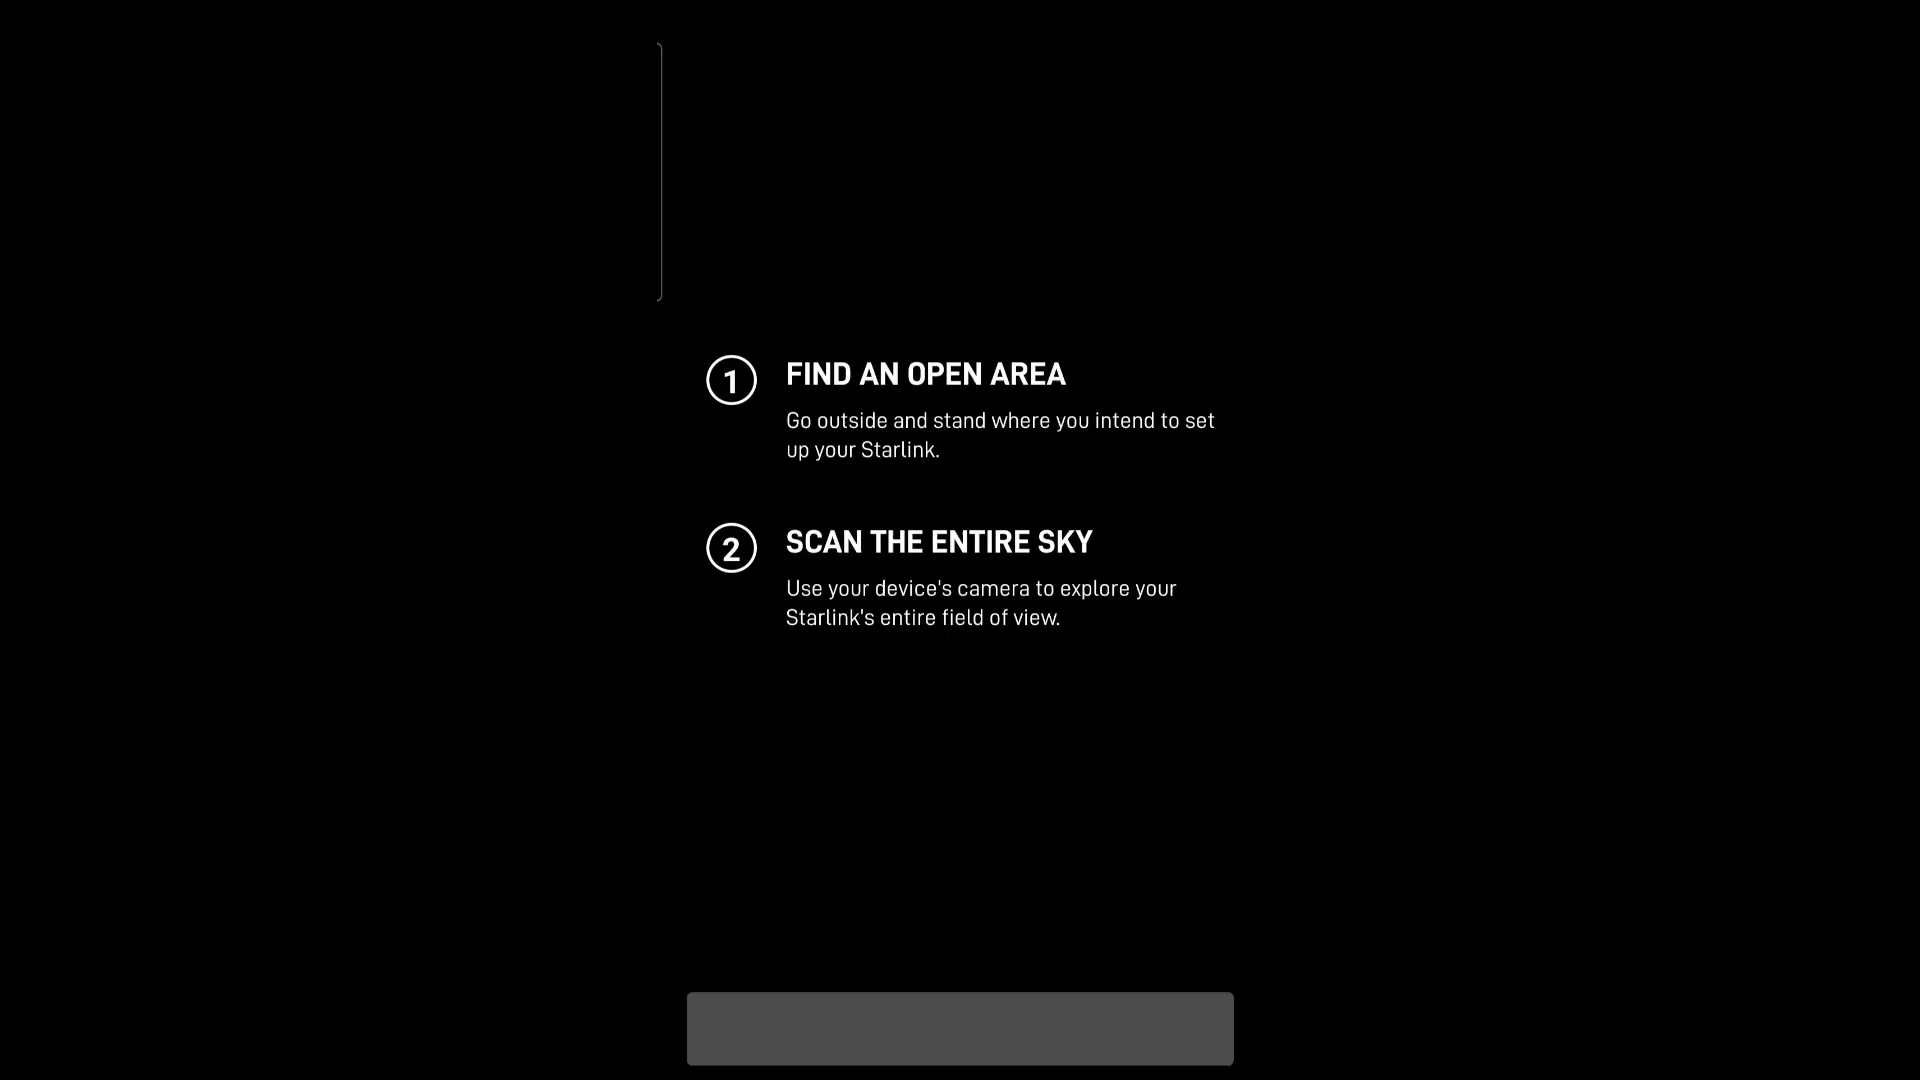 1
FIND AN OPEN AREA
Go outside and stand where you intend to set
up your Starlink.
2
SCAN THE ENTIRE SKY
Use your device's camera to explore your
Starlink's entire field of view.